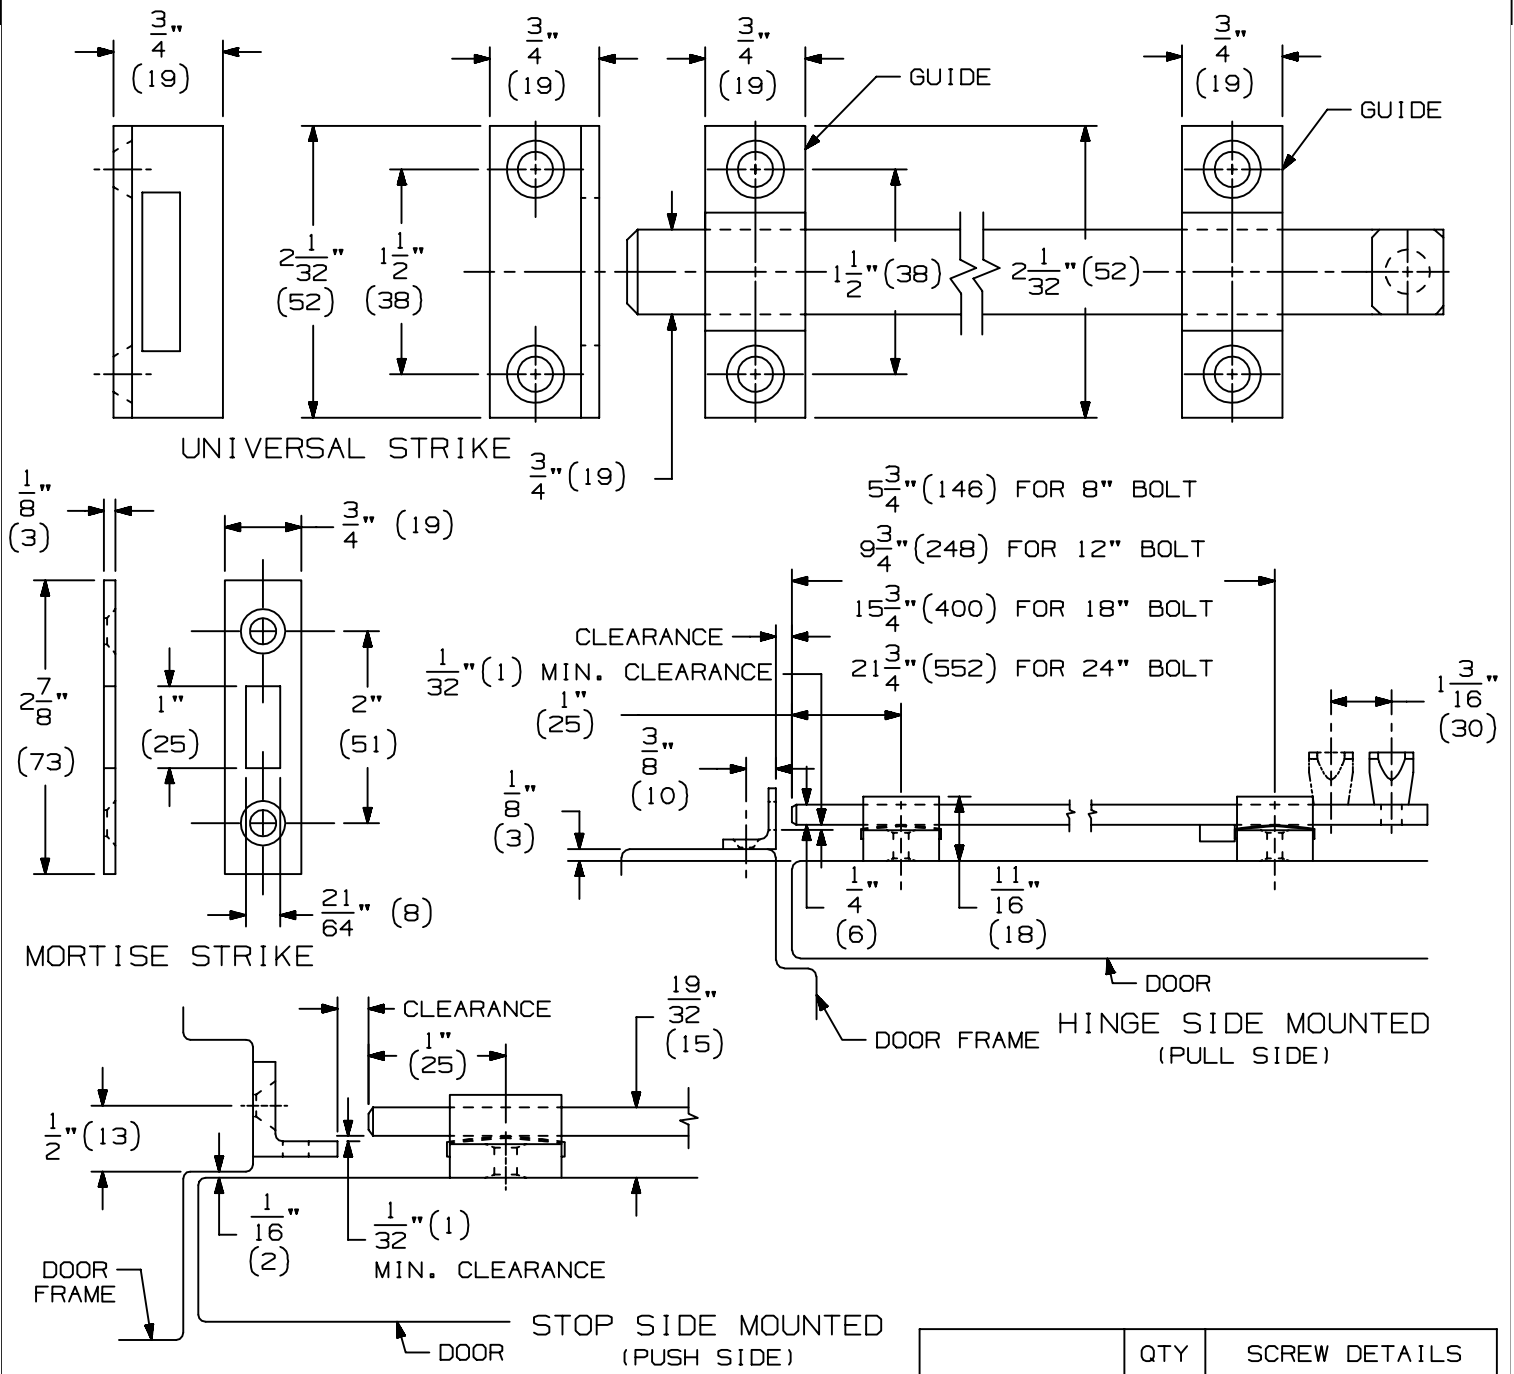 3/4" (19)
3/4" (19)
3/4" (19)
GUIDE
3/4" (19)
GUIDE
2 1/32" (52)
1 1/2" (38)
1 1/2" (38)
2 1/32" (52)
UNIVERSAL STRIKE
3/4" (19)
1/8" (3)
3/4" (19)
2 7/8" (73)
1" (25)
2" (51)
21/64" (8)
MORTISE STRIKE
5 3/4" (146) FOR 8" BOLT
9 3/4" (248) FOR 12" BOLT
15 3/4" (400) FOR 18" BOLT
21 3/4" (552) FOR 24" BOLT
CLEARANCE
1/32" (1) MIN. CLEARANCE
1" (25)
3/8" (10)
1/8" (3)
1 3/16" (30)
1/4" (6)
11/16" (18)
DOOR
DOOR FRAME
HINGE SIDE MOUNTED
(PULL SIDE)
CLEARANCE
1" (25)
19/32" (15)
1/2" (13)
1/16" (2)
1/32" (1)
MIN. CLEARANCE
DOOR
FRAME
DOOR
STOP SIDE MOUNTED
(PUSH SIDE)
QTY SCREW DETAILS